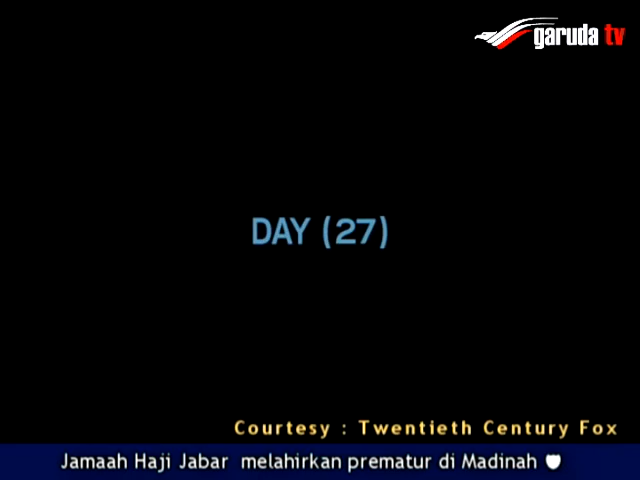 garuda tv
DAY (27)
Courtesy : Twentieth Century Fox
Jamaah Haji Jabar melahirkan prematur di Madinah